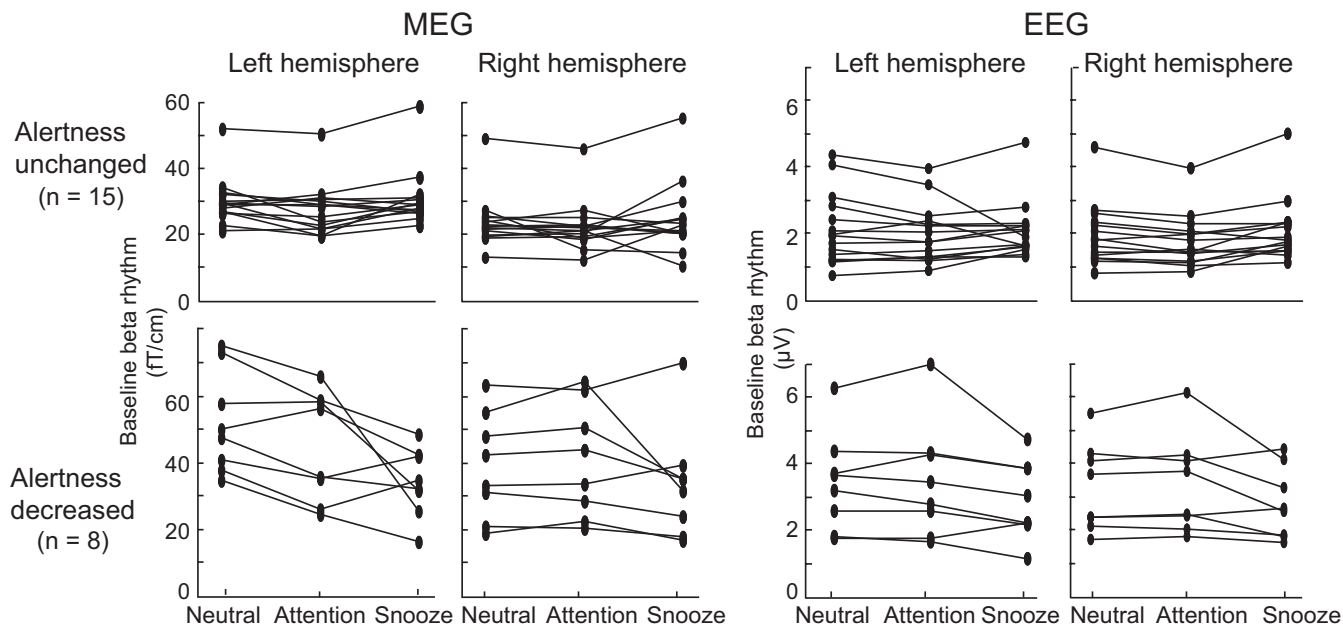 MEG
EEG
Left hemisphere
Right hemisphere
Left hemisphere
Right hemisphere
Alertness
unchanged
(n = 15)
Alertness
decreased
(n = 8)
Baseline beta rhythm
(fT/cm)
60
40
20
0
60
40
20
0
Baseline beta rhythm
(µV)
6
4
2
0
6
4
2
0
Neutral Attention Snooze
Neutral Attention Snooze
Neutral Attention Snooze
Neutral Attention Snooze